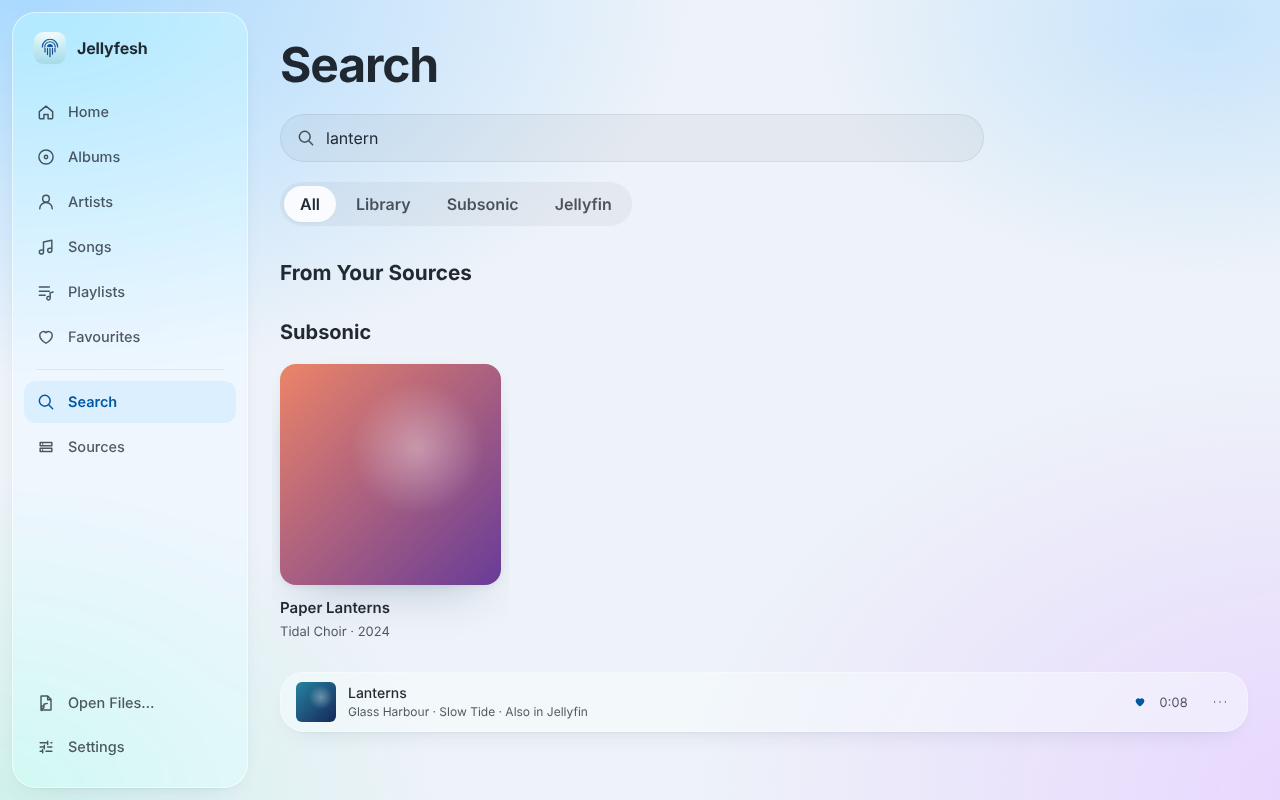 Jellyfesh
Home
Albums
Artists
Songs
Playlists
Favourites
Search
Sources
Open Files...
Settings
Search
lantern
All
Library
Subsonic
Jellyfin
From Your Sources
Subsonic
Paper Lanterns
Tidal Choir · 2024
Lanterns
Glass Harbour · Slow Tide · Also in Jellyfin
0:08